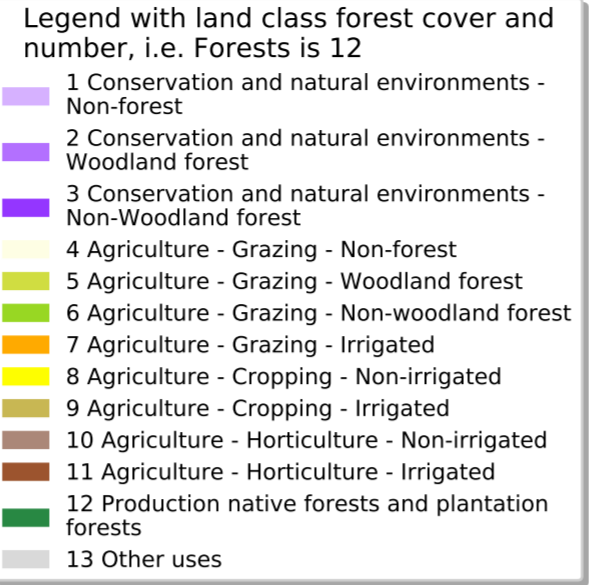 Legend with land class forest cover and
number, i.e. Forests is 12
1 Conservation and natural environments -
Non-forest
2 Conservation and natural environments -
Woodland forest
3 Conservation and natural environments -
Non-Woodland forest
4 Agriculture - Grazing - Non-forest
5 Agriculture - Grazing - Woodland forest
6 Agriculture - Grazing - Non-woodland forest
7 Agriculture - Grazing - Irrigated
8 Agriculture - Cropping - Non-irrigated
9 Agriculture - Cropping - Irrigated
10 Agriculture - Horticulture - Non-irrigated
11 Agriculture - Horticulture - Irrigated
12 Production native forests and plantation
forests
13 Other uses